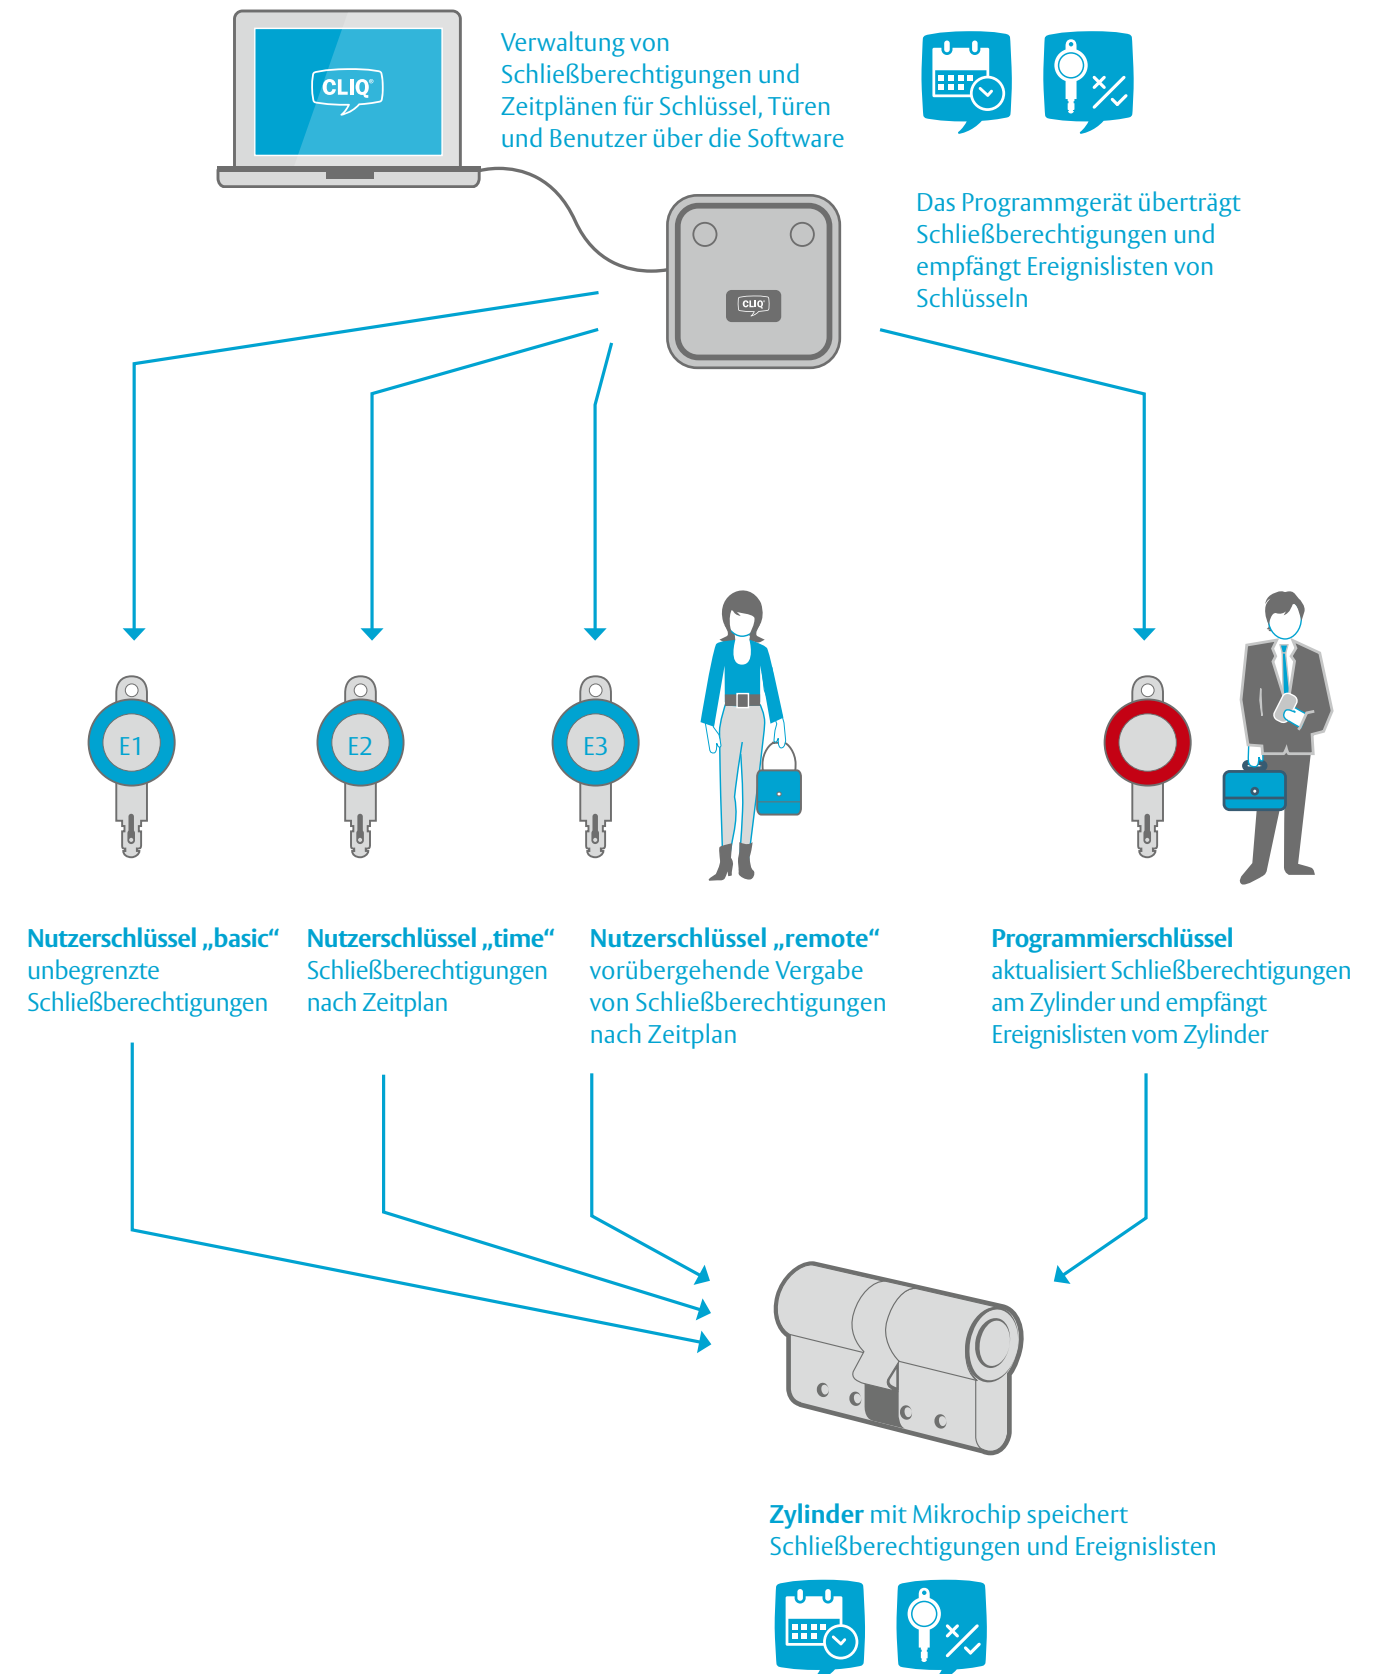 CLIQ®
Verwaltung von
Schließberechtigungen und
Zeitplänen für Schlüssel, Türen
und Benutzer über die Software
Das Programmgerät überträgt
Schließberechtigungen und
empfängt Ereignislisten von
Schlüsseln
CLIQ
E1
E2
E3
Nutzerschlüssel „basic“
unbegrenzte
Schließberechtigungen
Nutzerschlüssel „time“
Schließberechtigungen
nach Zeitplan
Nutzerschlüssel „remote“
vorübergehende Vergabe
von Schließberechtigungen
nach Zeitplan
Programmierschlüssel
aktualisiert Schließberechtigungen
am Zylinder und empfängt
Ereignislisten vom Zylinder
Zylinder mit Mikrochip speichert
Schließberechtigungen und Ereignislisten